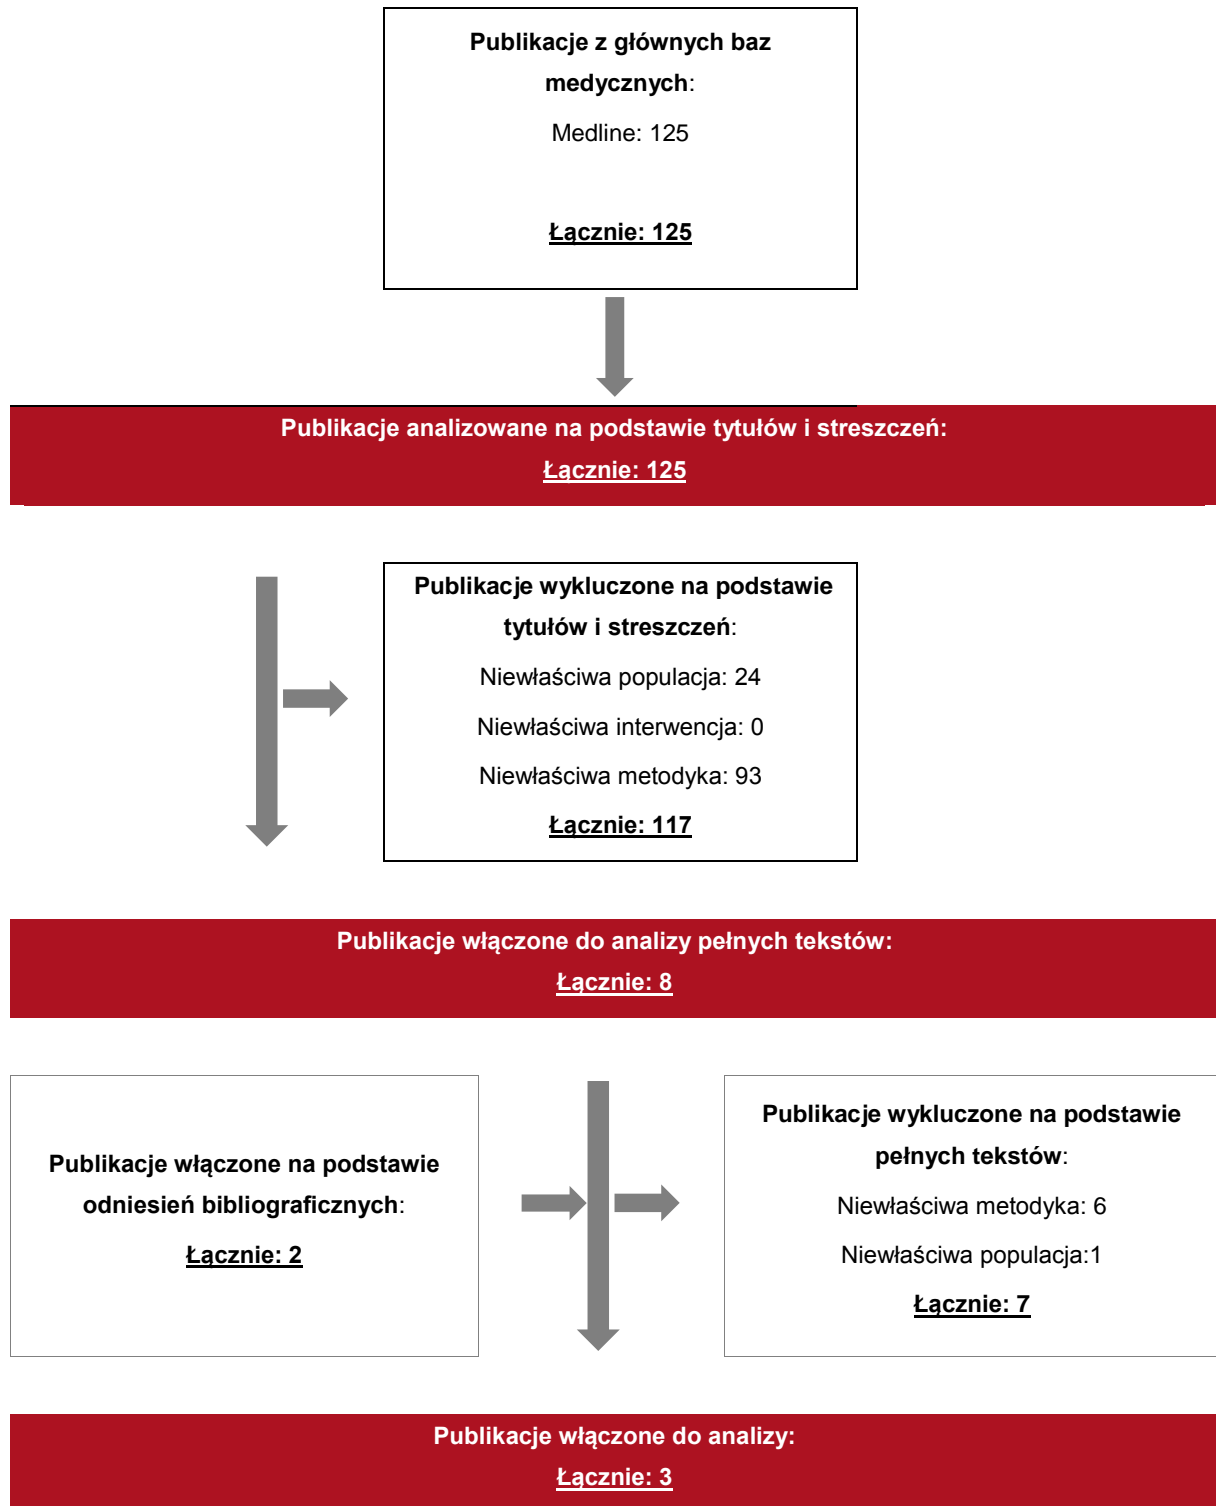 Publikacje z głównych baz
medycznych:
Medline: 125
Łącznie: 125
Publikacje analizowane na podstawie tytułów i streszczeń:
Łącznie: 125
Publikacje wykluczone na podstawie
tytułów i streszczeń:
Niewłaściwa populacja: 24
Niewłaściwa interwencja: 0
Niewłaściwa metodyka: 93
Łącznie: 117
Publikacje włączone do analizy pełnych tekstów:
Łącznie: 8
Publikacje włączone na podstawie
odniesień bibliograficznych:
Łącznie: 2
Publikacje wykluczone na podstawie
pełnych tekstów:
Niewłaściwa metodyka: 6
Niewłaściwa populacja:1
Łącznie: 7
Publikacje włączone do analizy:
Łącznie: 3